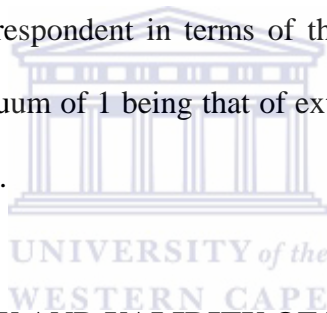 respondent in terms of th
uum of 1 being that of ex
UNIVERSITY of the
WESTERN CAPE